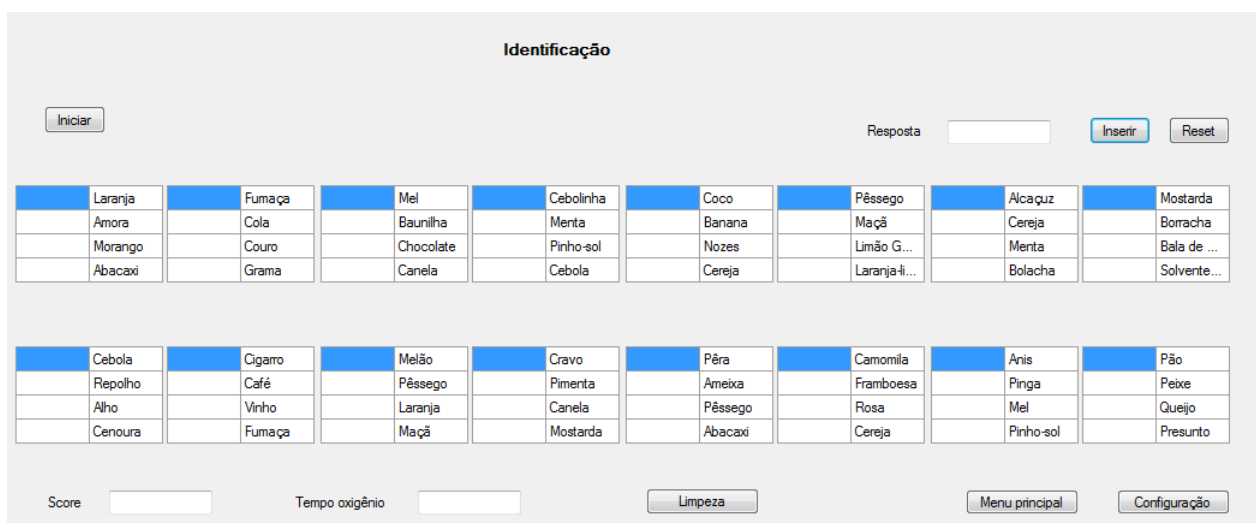 Identificação
Iniciar
Resposta Inserir Reset
Laranja Fumaça Mel Cebolinha Coco Pêssego Alcaçuz Mostarda
Amora Cola Baunilha Menta Banana Maçã Cereja Borracha
Morango Couro Chocolate Pinho-sol Nozes Limão G... Menta Bala de ...
Abacaxi Grama Canela Cebola Cereja Laranja-li... Bolacha Solvente...
Cebola Cigarro Melão Cravo Pêra Camomila Anis Pão
Repolho Café Pêssego Pimenta Ameixa Framboesa Pinga Peixe
Alho Vinho Laranja Canela Pêssego Rosa Mel Queijo
Cenoura Fumaça Maçã Mostarda Abacaxi Cereja Pinho-sol Presunto
Score Tempo oxigênio Limpeza Menu principal Configuração